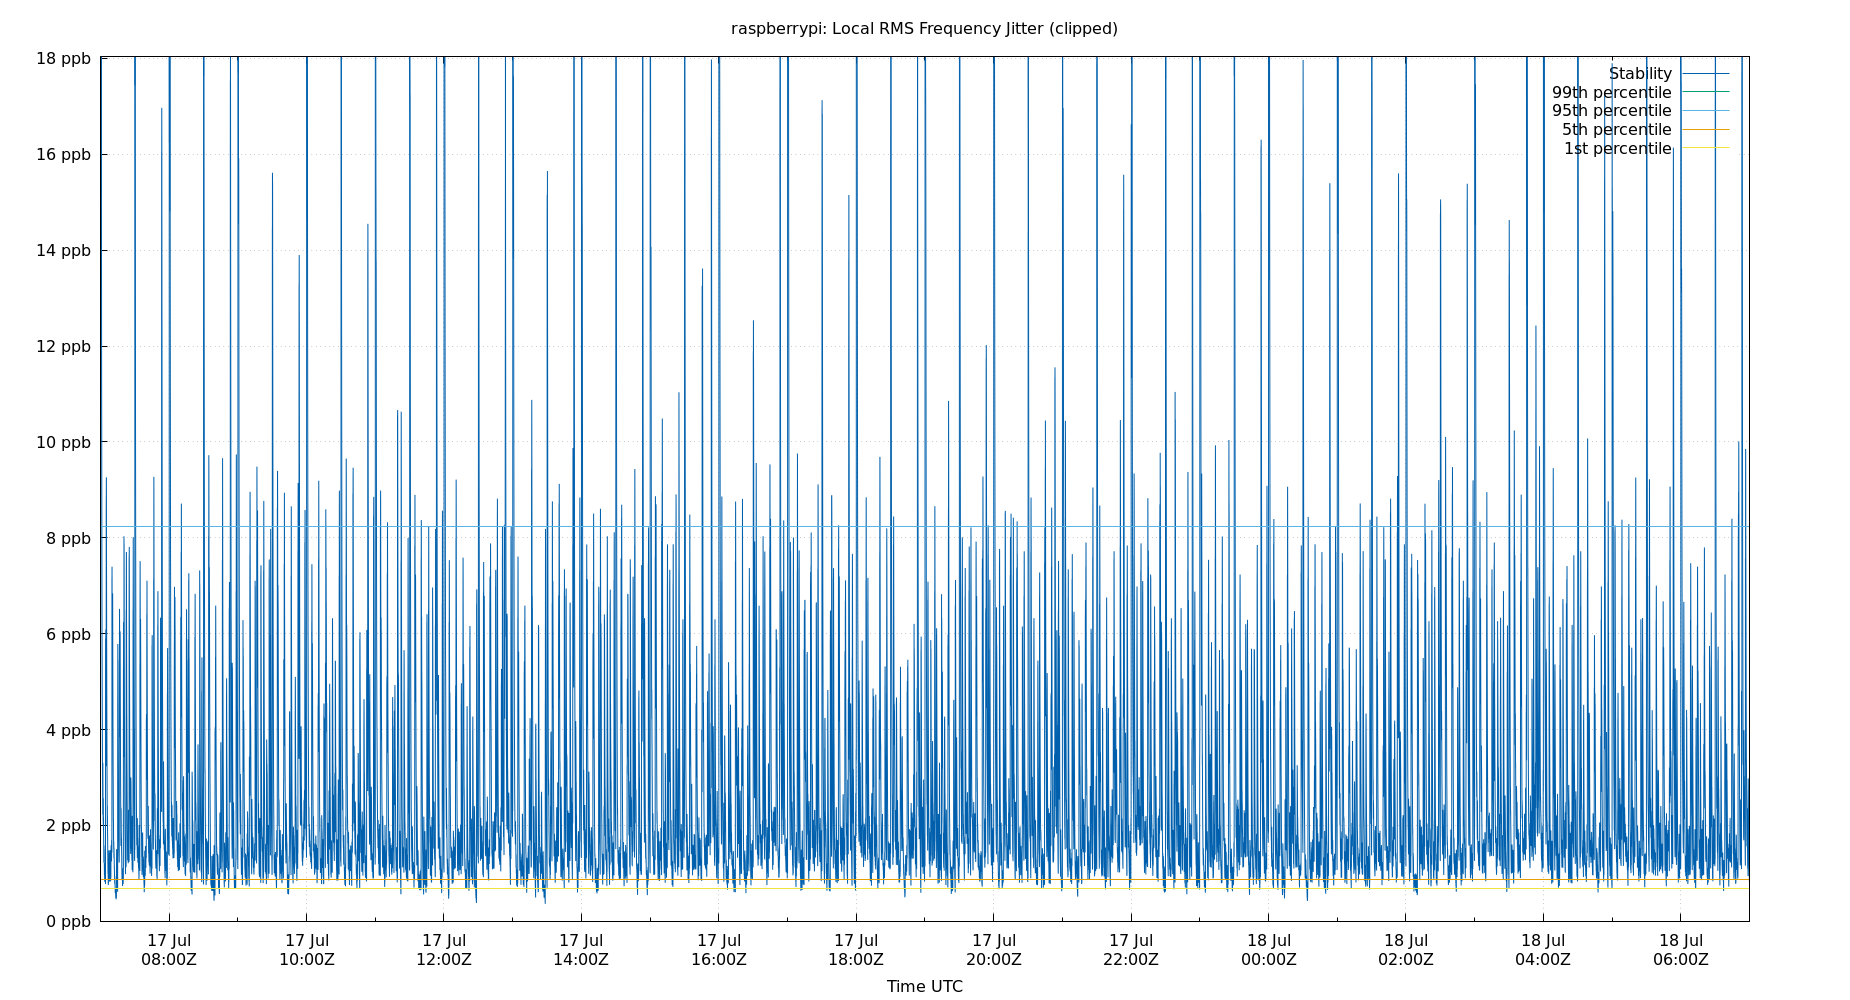 raspberrypi: Local RMS Frequency Jitter (clipped)
18 ppb
16 ppb
14 ppb
12 ppb
10 ppb
8 ppb
6 ppb
4 ppb
2 ppb
0 ppb
Stability
99th percentile
95th percentile
5th percentile
1st percentile
17 Jul 17 Jul 17 Jul 17 Jul 17 Jul 17 Jul 17 Jul 17 Jul 18 Jul 18 Jul 18 Jul 18 Jul
08:00Z 10:00Z 12:00Z 14:00Z 16:00Z 18:00Z 20:00Z 22:00Z 00:00Z 02:00Z 04:00Z 06:00Z
Time UTC